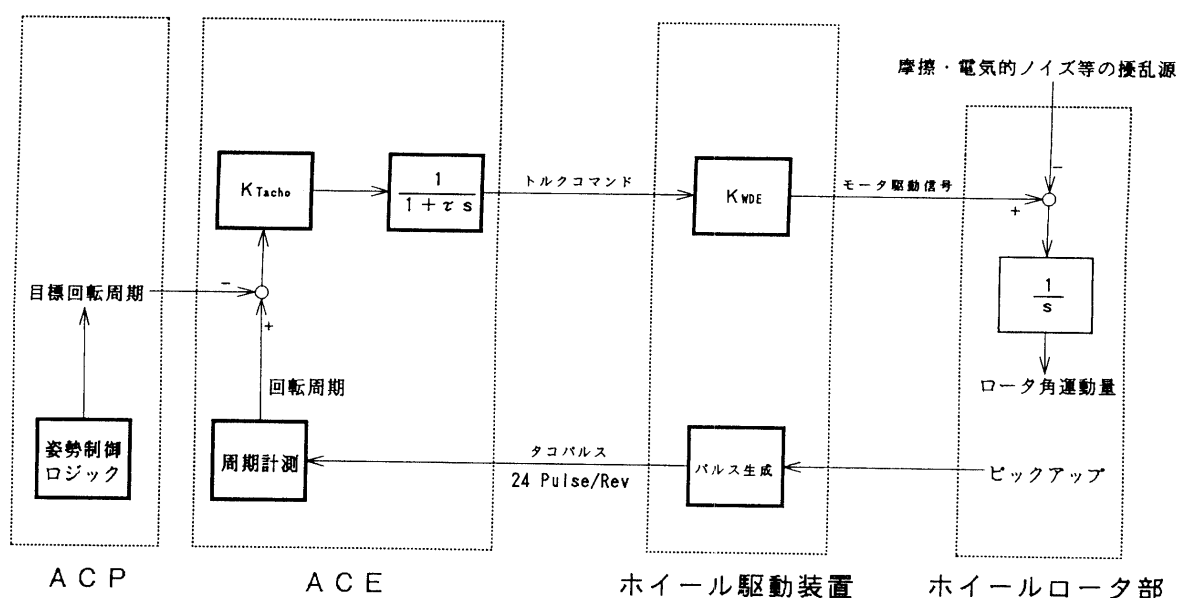 摩擦・電気的ノイズ等の擾乱源
-
K Tacho
1
1 + τ s
トルクコマンド
K WDE
モータ駆動信号
+
目標回転周期
-
+
1
s
回転周期
ロータ角運動量
姿勢制御
ロジック
周期計測
タコパルス
24 Pulse/Rev
パルス生成
ピックアップ
ACP
ACE
ホイール駆動装置
ホイールロータ部